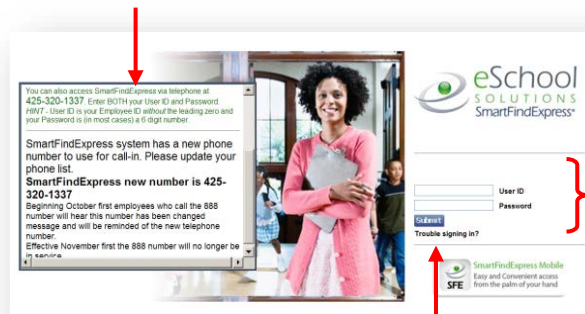 You can also access SmartFindExpress via telephone at
425-320-1337. Enter BOTH your User ID and Password.
HINT - User ID is your Employee ID without the leading zero and
your Password is (in most cases) a 6 digit number.
SmartFindExpress system has a new phone
number to use for call-in. Please update your
phone list.
SmartFindExpress new number is 425-
320-1337
Beginning October first employees who call the 888
number will hear this number has been changed
message and will be reminded of the new telephone
number.
Effective November first the 888 number will no longer be
in service
eSchool
SOLUTIONS
SmartFindExpress
User ID
Password
Submit
Trouble signing in?
SFE
SmartFindExpress Mobile
Easy and Convenient access
from the palm of your hand